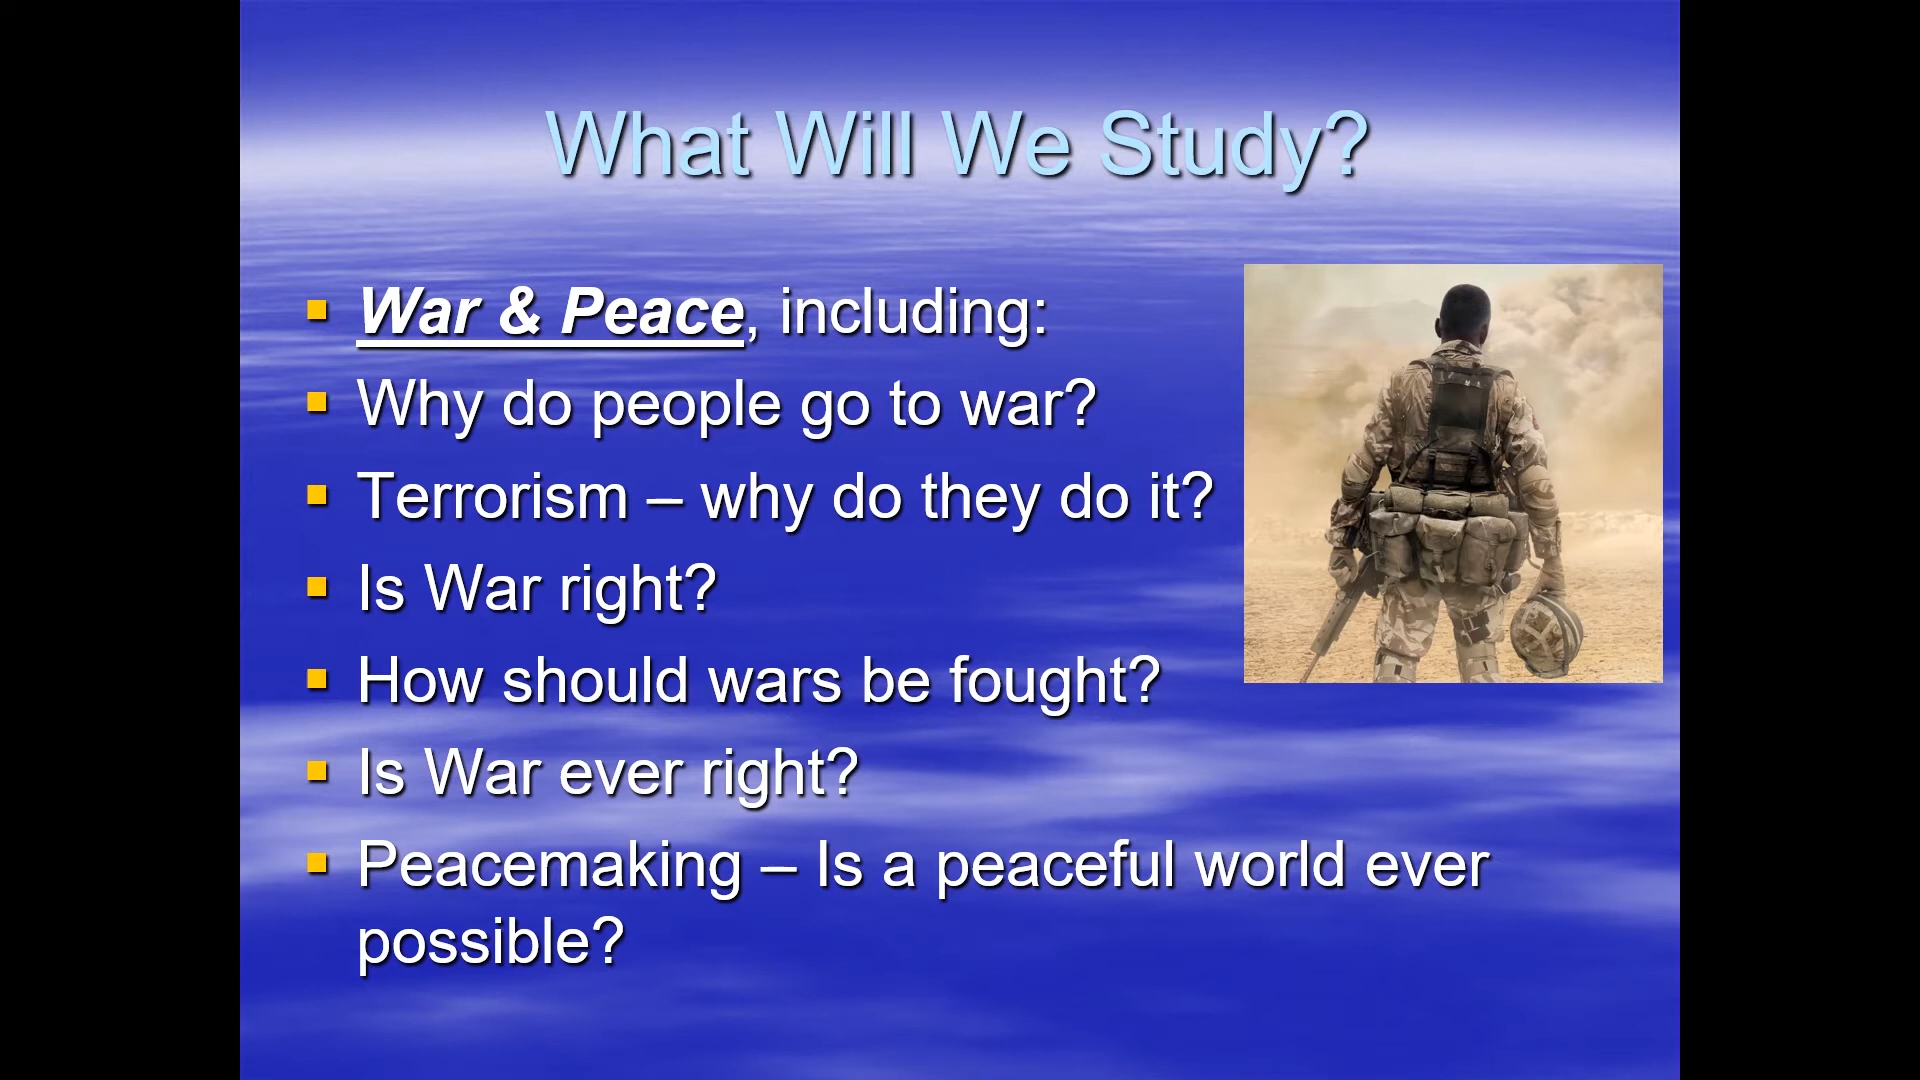 What Will We Study?
War & Peace, including:
Why do people go to war?
Terrorism – why do they do it?
Is War right?
How should wars be fought?
Is War ever right?
Peacemaking – Is a peaceful world ever
possible?